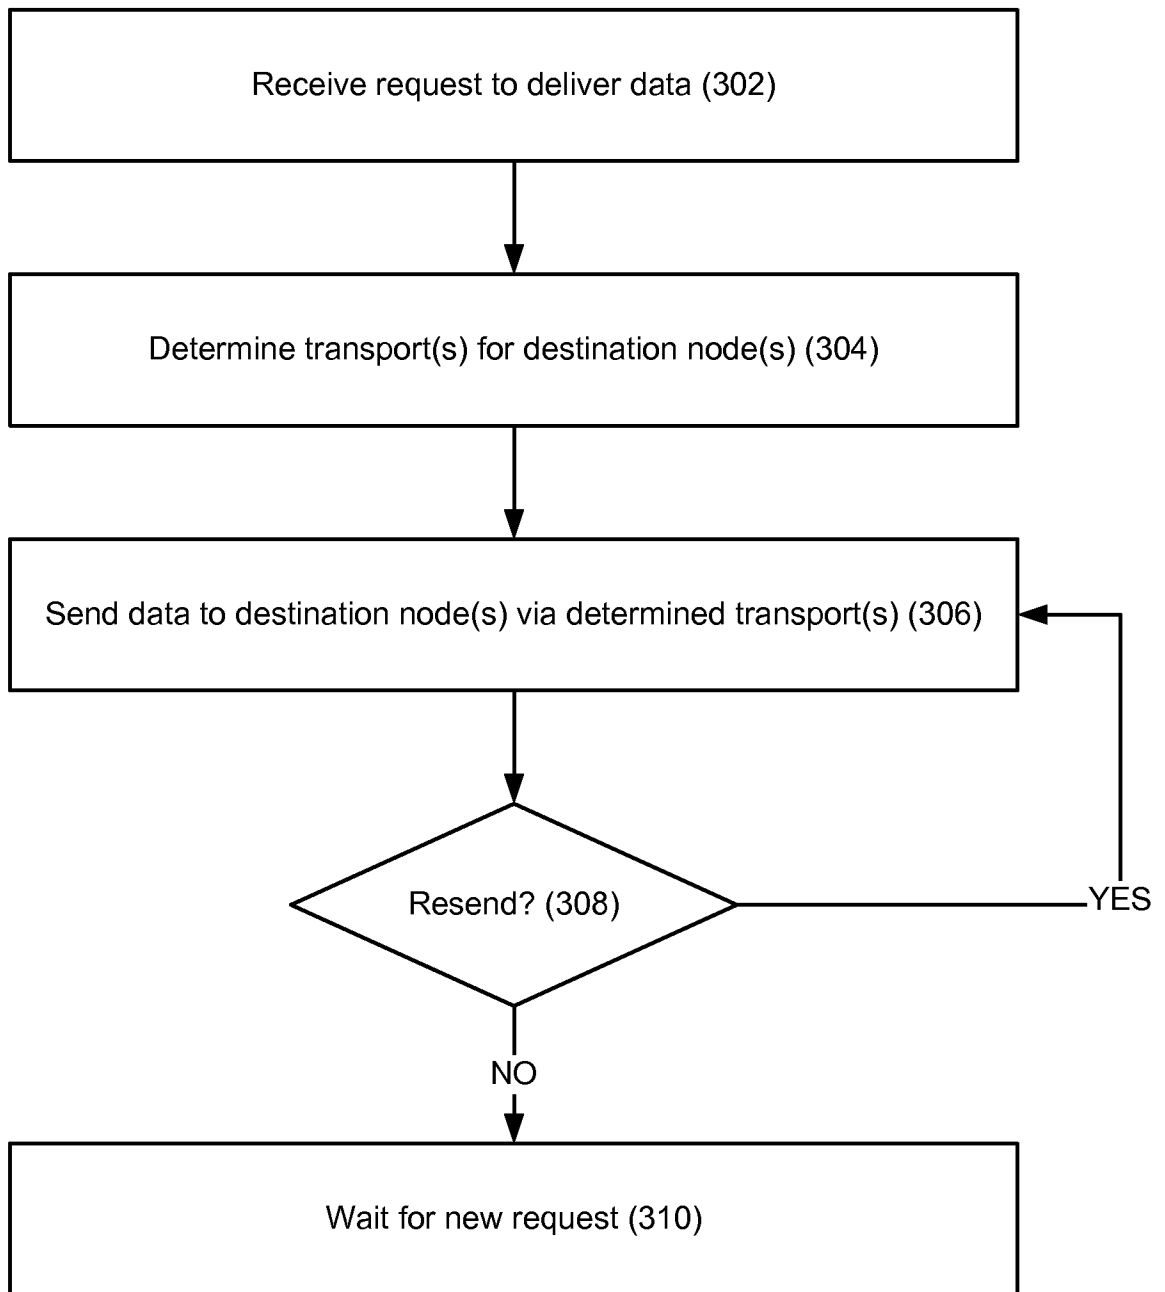 Receive request to deliver data (302)
Determine transport(s) for destination node(s) (304)
Send data to destination node(s) via determined transport(s) (306)
Resend? (308)
YES
NO
Wait for new request (310)